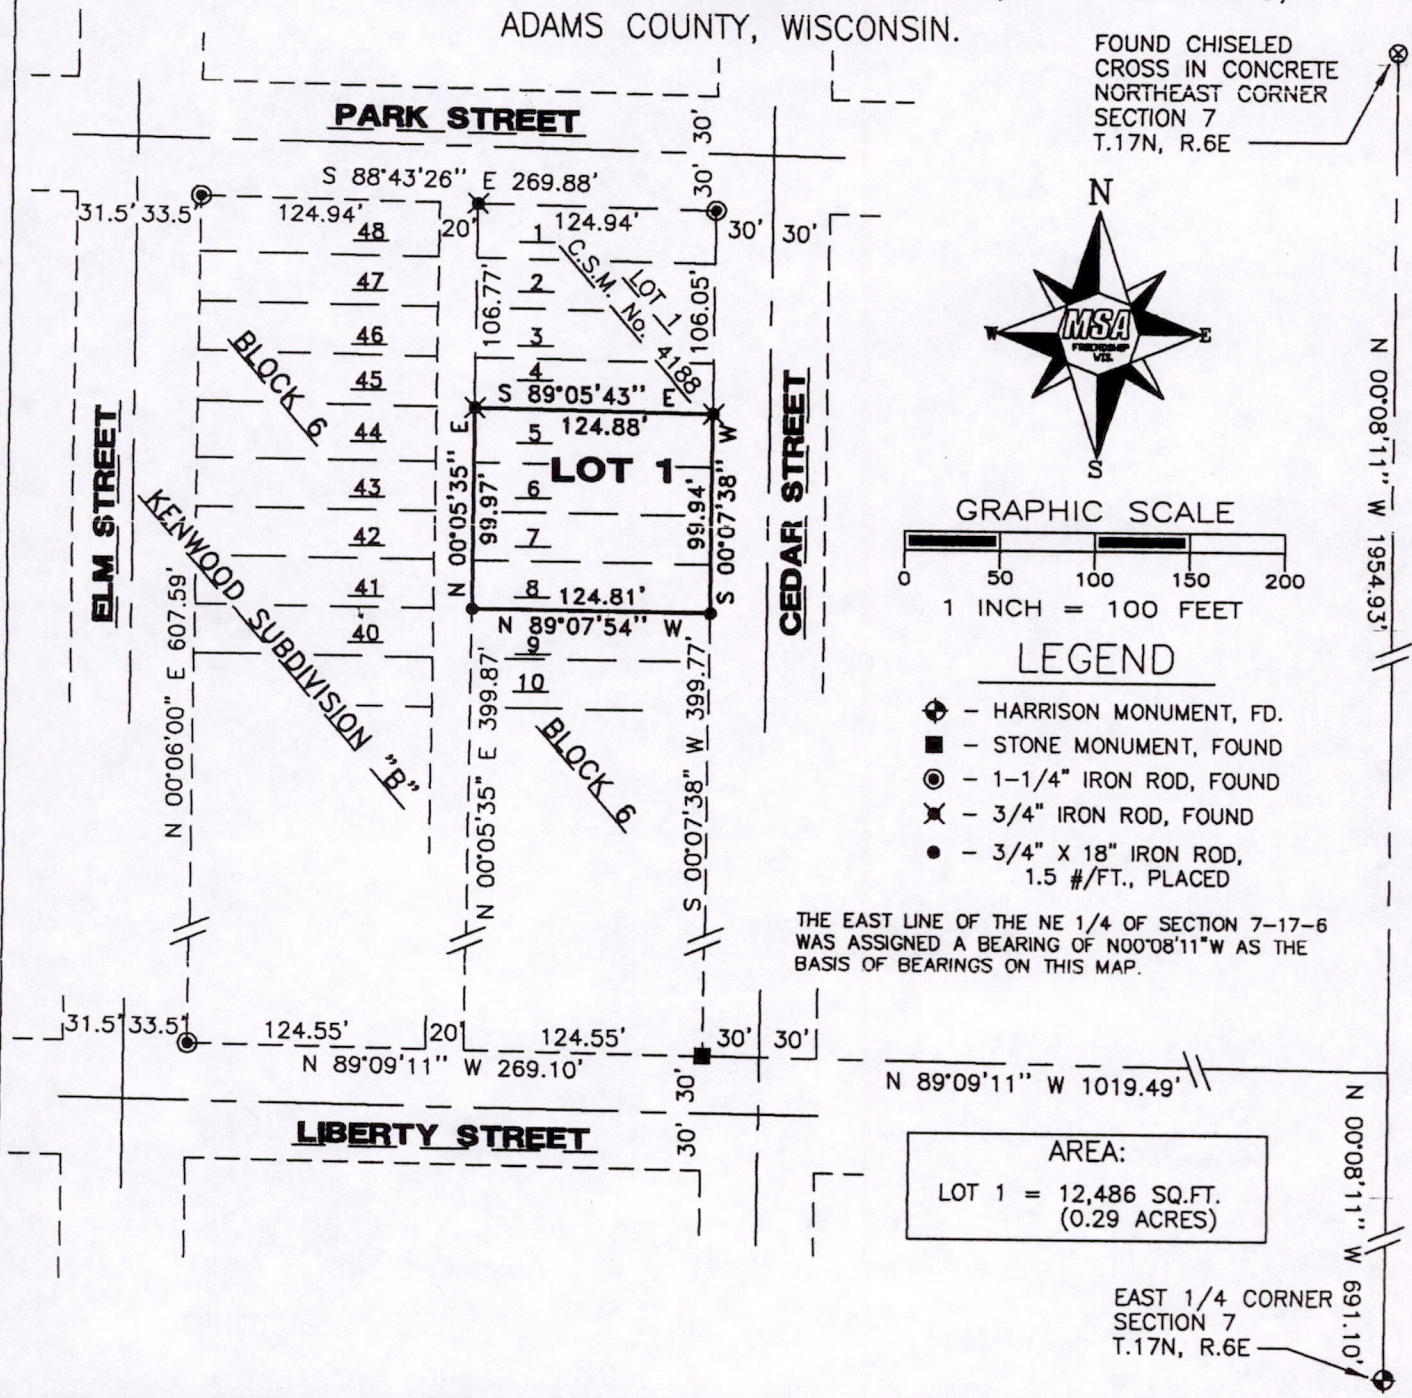 ADAMS COUNTY, WISCONSIN.
FOUND CHISELED
CROSS IN CONCRETE
NORTHEAST CORNER
SECTION 7
T.17N, R.6E
PARK STREET
30'
30'
S 88°43'26" E 269.88'
31.5'
33.5'
124.94'
20'
124.94'
30'
30'
48
47
46
45
44
43
42
41
40
1
2
3
4
5
6
7
8
9
10
BLOCK 6
106.77'
LOT 1
C.S.M. No. 4188
106.05'
S 89°05'43" E
124.88'
LOT 1
N 00°05'35" E
99.97'
99.94'
S 00°07'38" W
124.81'
N 89°07'54" W
ELM STREET
CEDAR STREET
KENWOOD SUBDIVISION "B"
N 00°06'00" E 607.59'
N 00°05'35" E 399.87'
S 00°07'38" W 399.77'
BLOCK 6
N
W
MSA
FRIENDSHIP
WIS.
E
S
N 00°08'11" W 1954.93'
GRAPHIC SCALE
0 50 100 150 200
1 INCH = 100 FEET
LEGEND
– HARRISON MONUMENT, FD.
– STONE MONUMENT, FOUND
– 1-1/4" IRON ROD, FOUND
– 3/4" IRON ROD, FOUND
– 3/4" X 18" IRON ROD,
1.5 #/FT., PLACED
THE EAST LINE OF THE NE 1/4 OF SECTION 7-17-6
WAS ASSIGNED A BEARING OF N00°08'11"W AS THE
BASIS OF BEARINGS ON THIS MAP.
31.5'
33.5'
124.55'
20'
124.55'
30'
30'
N 89°09'11" W 269.10'
N 89°09'11" W 1019.49'
30'
30'
LIBERTY STREET
AREA:
LOT 1 = 12,486 SQ.FT.
(0.29 ACRES)
N 00°08'11" W 691.10'
EAST 1/4 CORNER
SECTION 7
T.17N, R.6E